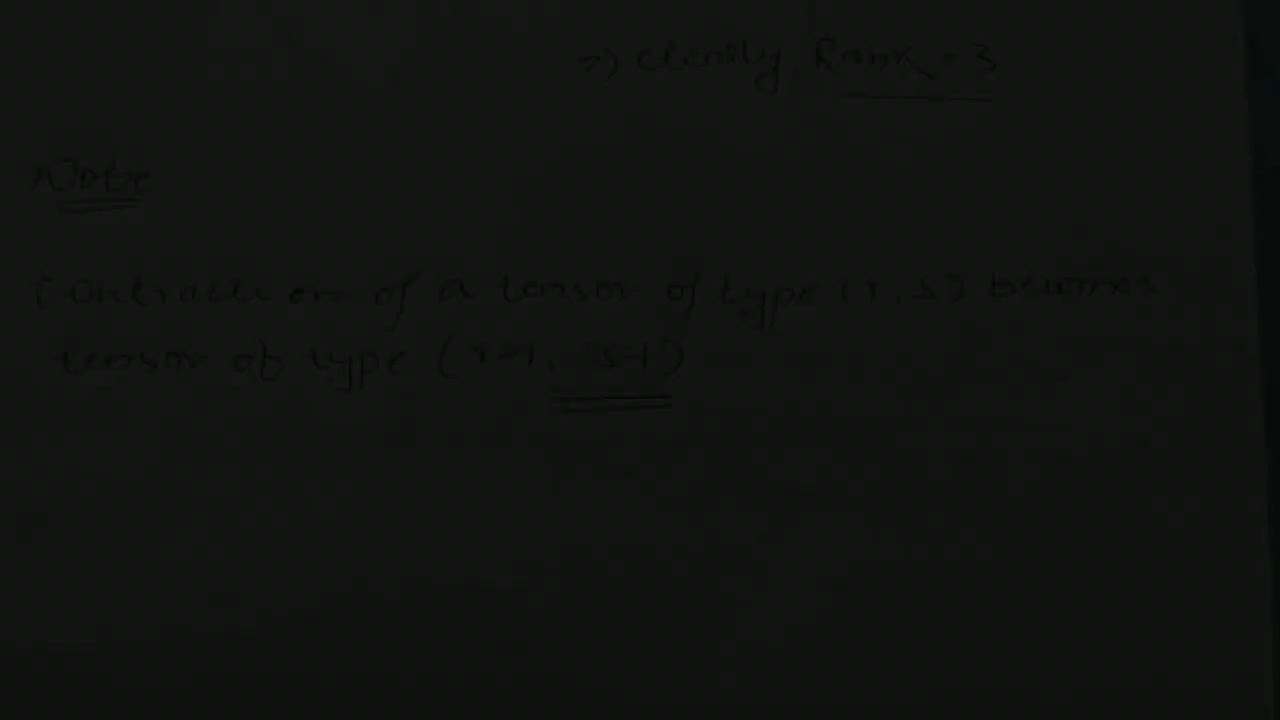 => Clearly, Rank = 3
Note
Contraction of a tensor of type (r, s) becomes
tensor of type (r-1, s-1)